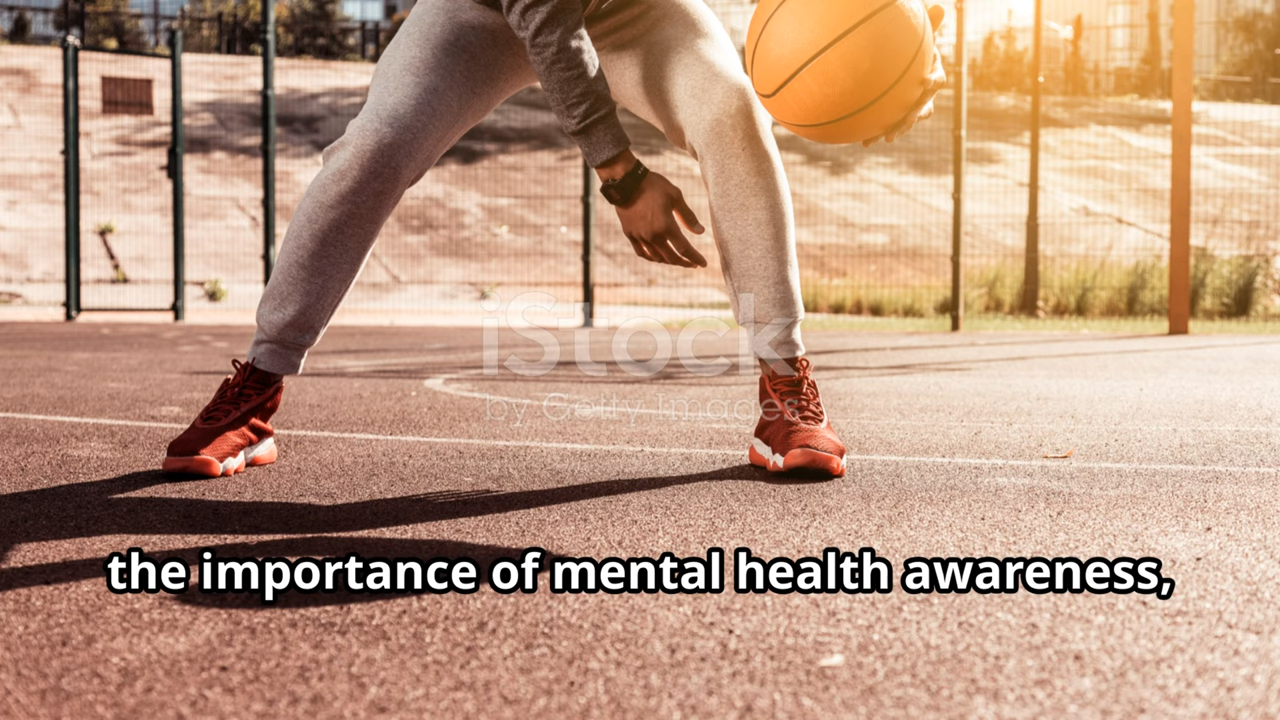 iStock
by Getty Images
the importance of mental health awareness,